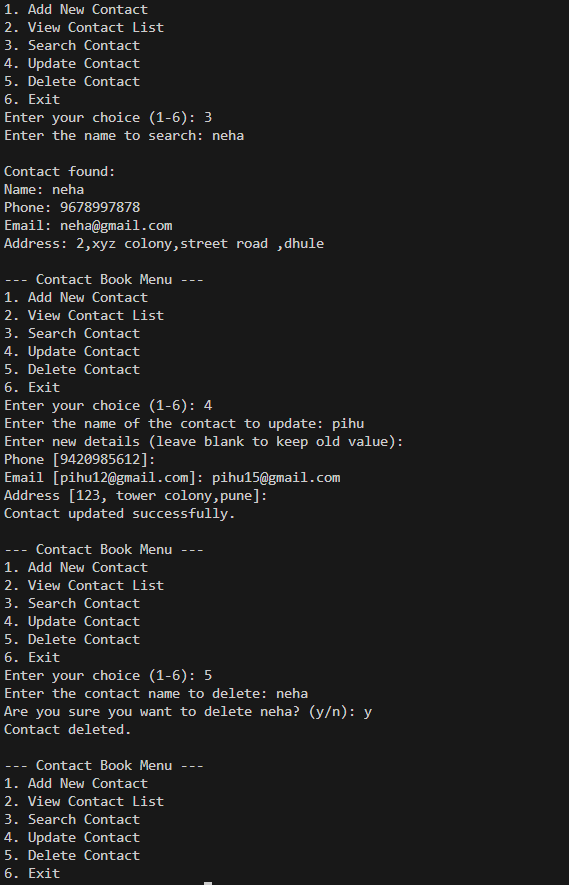 1. Add New Contact
2. View Contact List
3. Search Contact
4. Update Contact
5. Delete Contact
6. Exit
Enter your choice (1-6): 3
Enter the name to search: neha
Contact found:
Name: neha
Phone: 9678997878
Email: neha@gmail.com
Address: 2,xyz colony,street road ,dhule
--- Contact Book Menu ---
1. Add New Contact
2. View Contact List
3. Search Contact
4. Update Contact
5. Delete Contact
6. Exit
Enter your choice (1-6): 4
Enter the name of the contact to update: pihu
Enter new details (leave blank to keep old value):
Phone [9420985612]:
Email [pihu12@gmail.com]: pihu15@gmail.com
Address [123, tower colony,pune]:
Contact updated successfully.
--- Contact Book Menu ---
1. Add New Contact
2. View Contact List
3. Search Contact
4. Update Contact
5. Delete Contact
6. Exit
Enter your choice (1-6): 5
Enter the contact name to delete: neha
Are you sure you want to delete neha? (y/n): y
Contact deleted.
--- Contact Book Menu ---
1. Add New Contact
2. View Contact List
3. Search Contact
4. Update Contact
5. Delete Contact
6. Exit